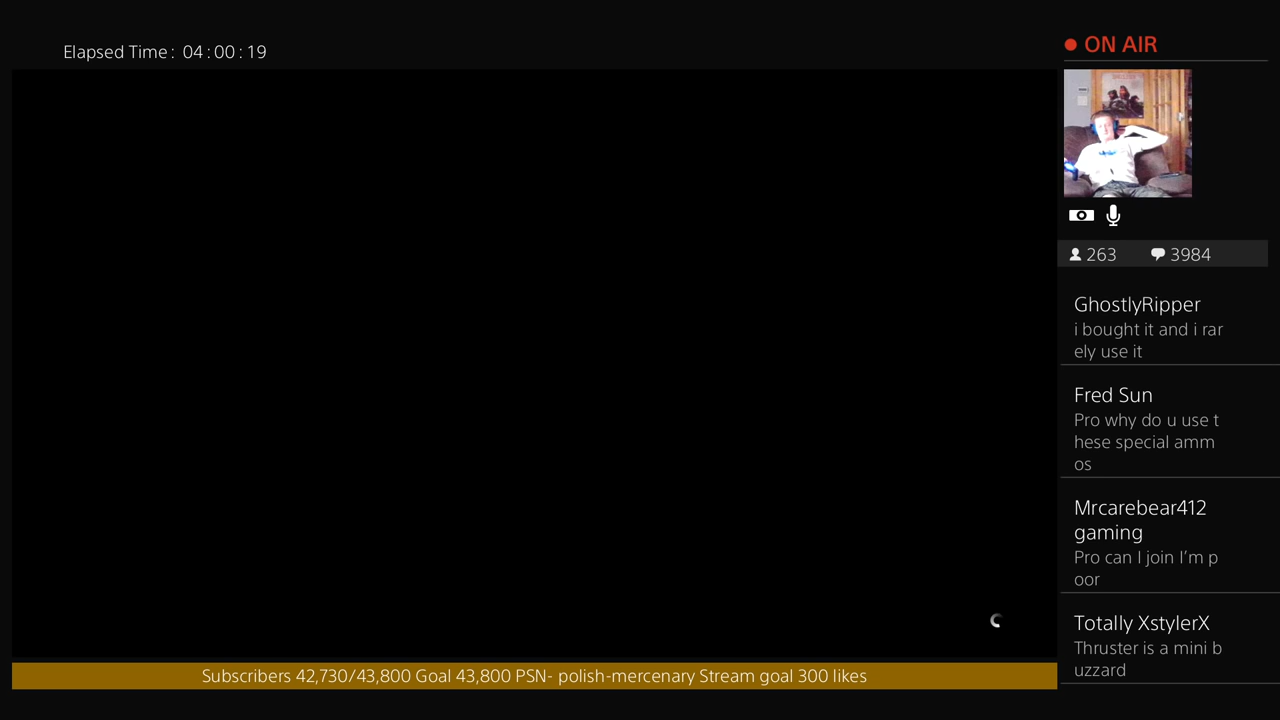 Elapsed Time: 04:00:19
ON AIR
263 3984
GhostlyRipper
i bought it and i rar
ely use it
Fred Sun
Pro why do u use t
hese special amm
os
Mrcarebear412
gaming
Pro can I join I’m p
oor
Totally XstylerX
Thruster is a mini b
uzzard
Subscribers 42,730/43,800 Goal 43,800 PSN- polish-mercenary Stream goal 300 likes